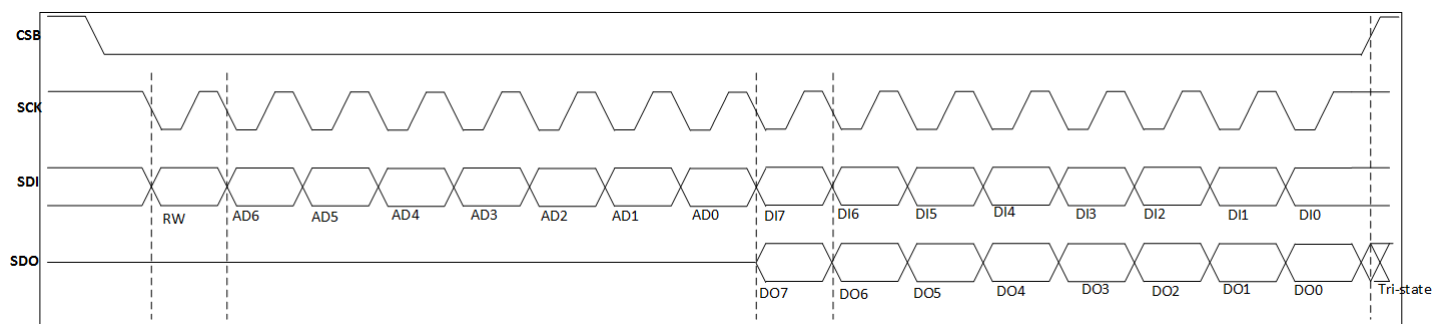 CSB
SCK
SDI
RW AD6 AD5 AD4 AD3 AD2 AD1 AD0 DI7 DI6 DI5 DI4 DI3 DI2 DI1 DI0
SDO
DO7 DO6 DO5 DO4 DO3 DO2 DO1 DO0 Tri-state